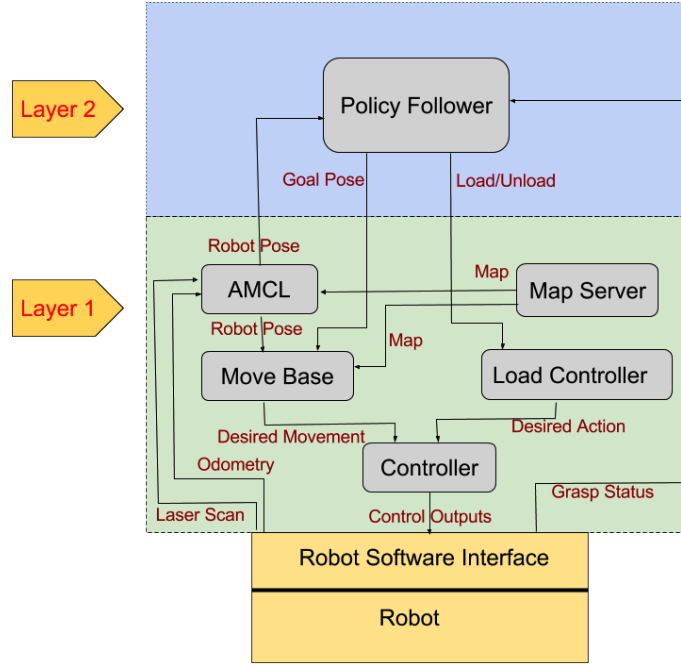 Layer 2
Policy Follower
Goal Pose
Load/Unload
Robot Pose
Layer 1
AMCL
Map
Map Server
Robot Pose
Map
Move Base
Load Controller
Desired Movement
Desired Action
Odometry
Controller
Grasp Status
Laser Scan
Control Outputs
Robot Software Interface
Robot